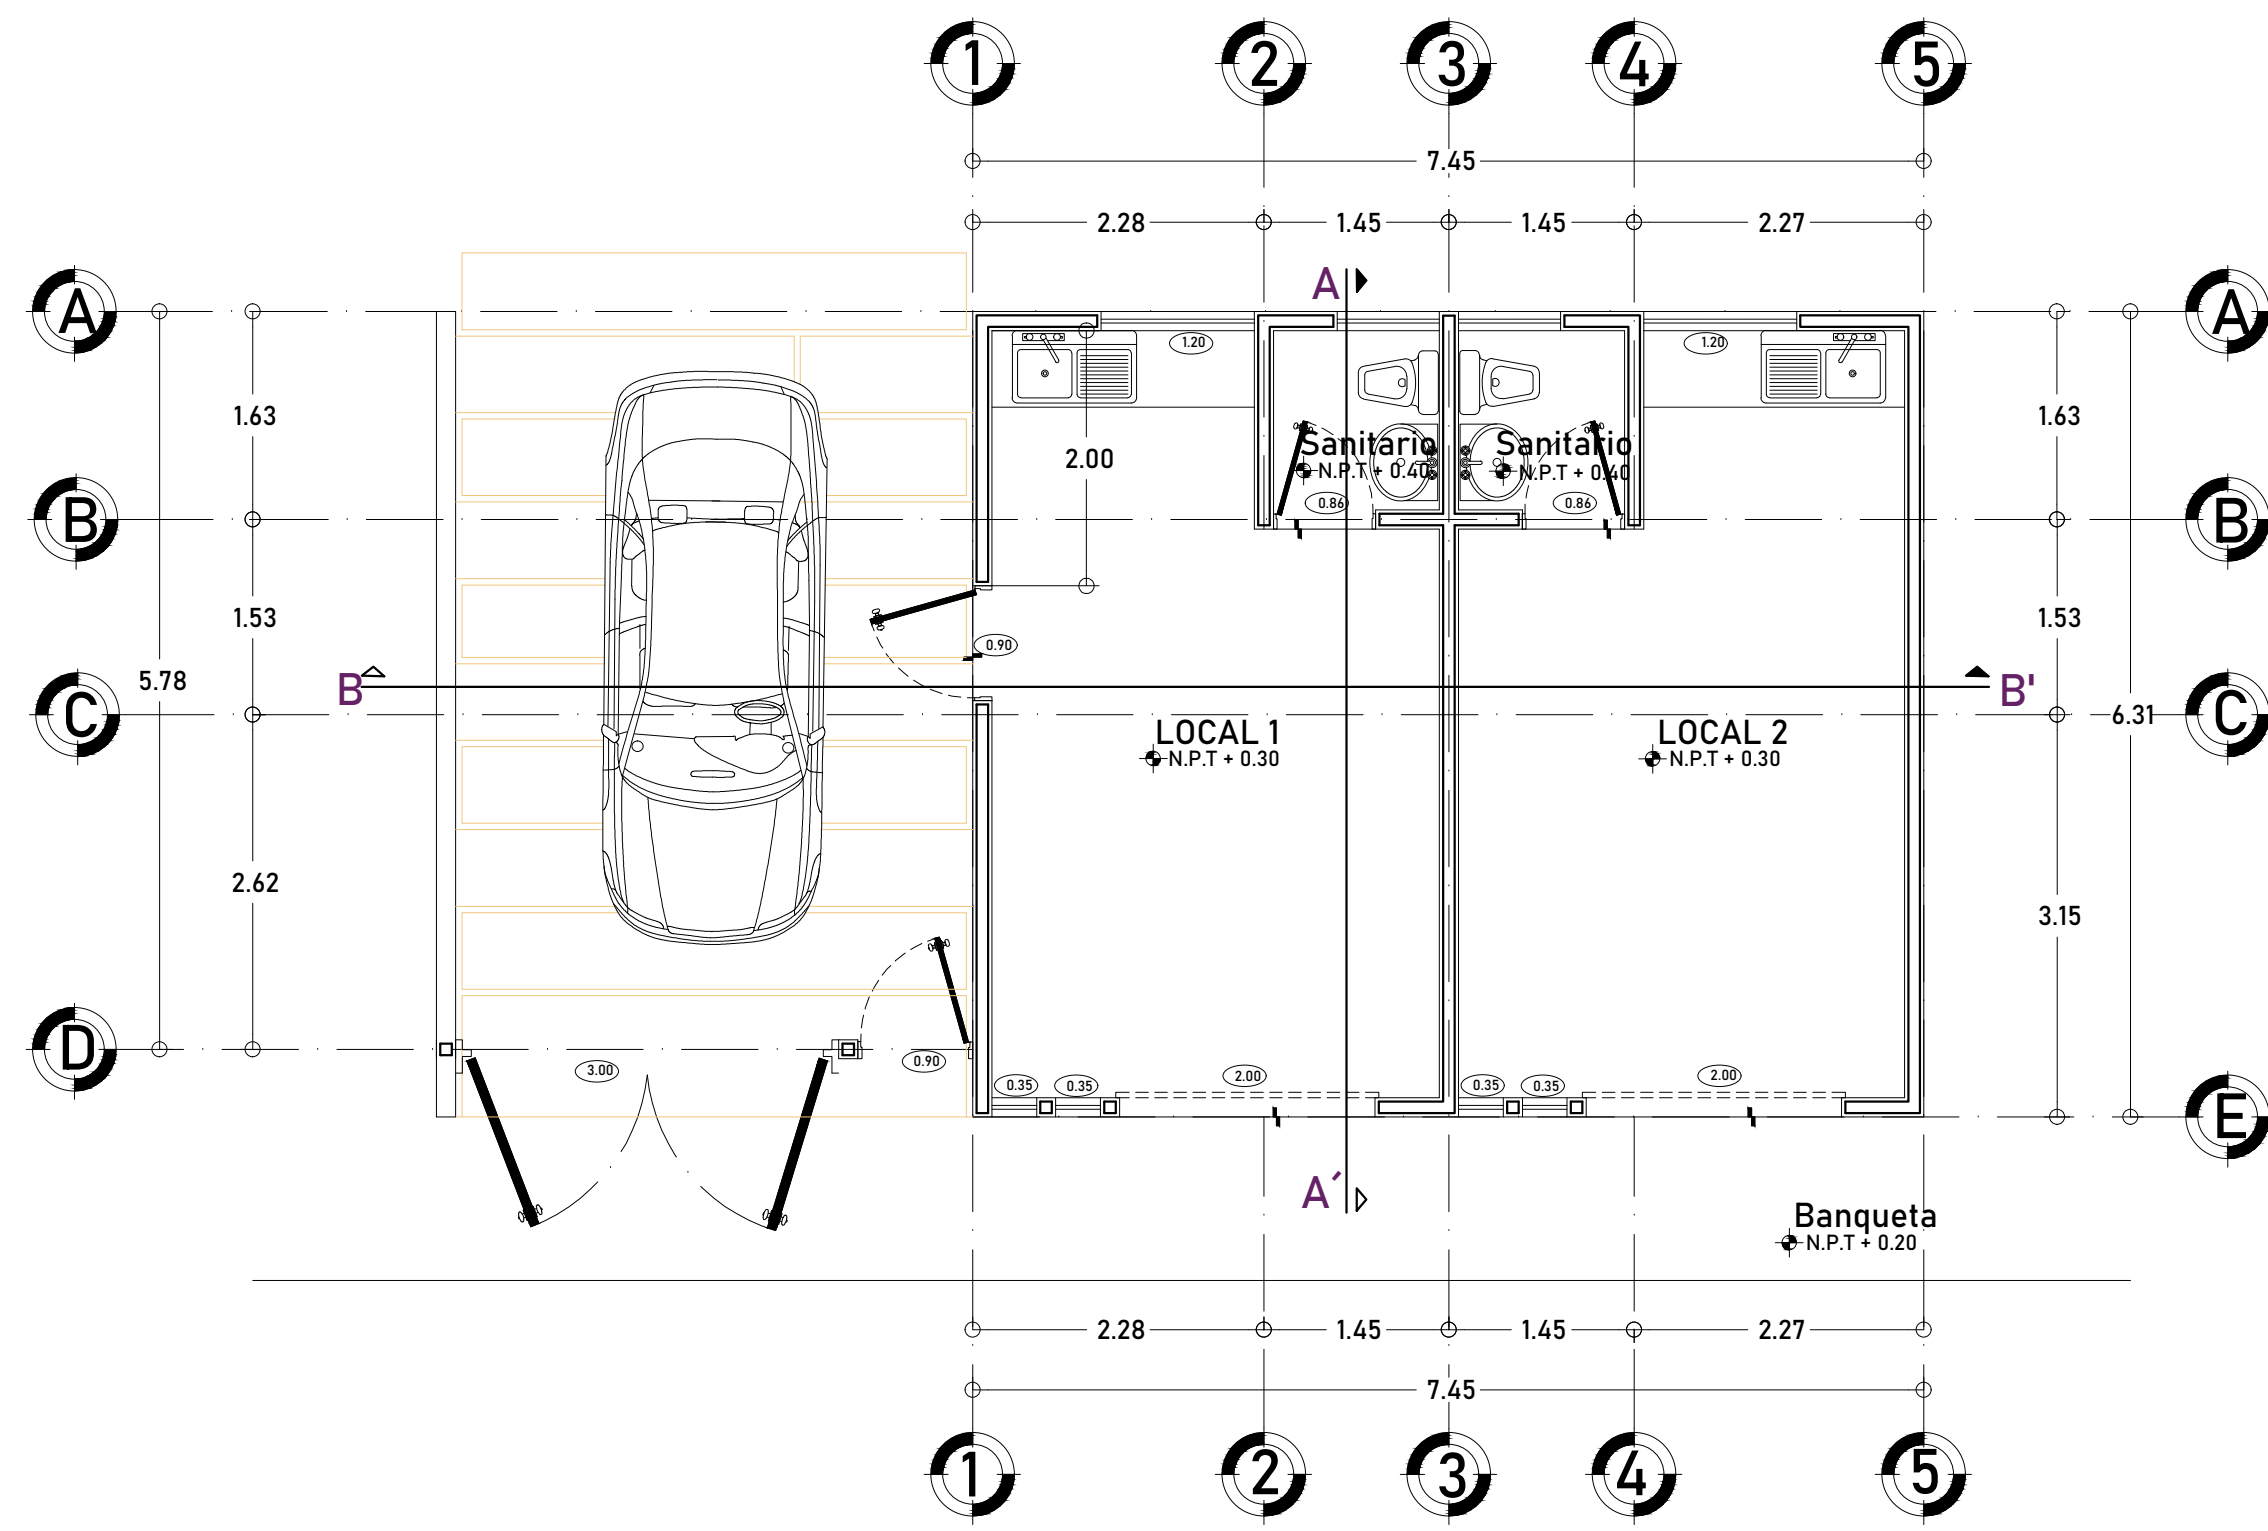 1 2 3 4 5
7.45
2.28 1.45 1.45 2.27
A
A A
1.20 1.20
1.63 1.63
2.00
Sanitario Sanitario
N.P.T + 0.40 N.P.T + 0.40
0.86 0.86
B B
1.53 1.53
0.90
5.78
B B'
C 6.31 C
LOCAL 1 LOCAL 2
N.P.T + 0.30 N.P.T + 0.30
2.62
3.15
D
3.00 0.90
0.35 0.35 2.00 0.35 0.35 2.00
E
A´
Banqueta
N.P.T + 0.20
2.28 1.45 1.45 2.27
7.45
1 2 3 4 5